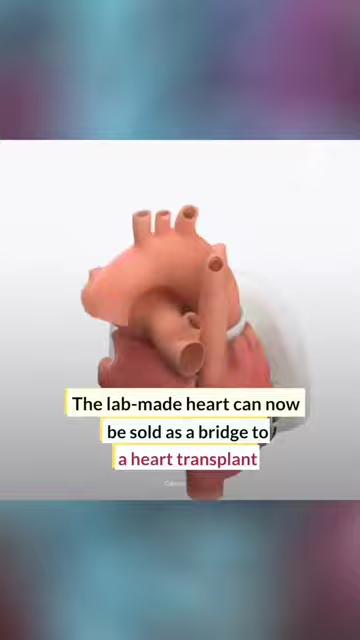 The lab-made heart can now
be sold as a bridge to
a heart transplant